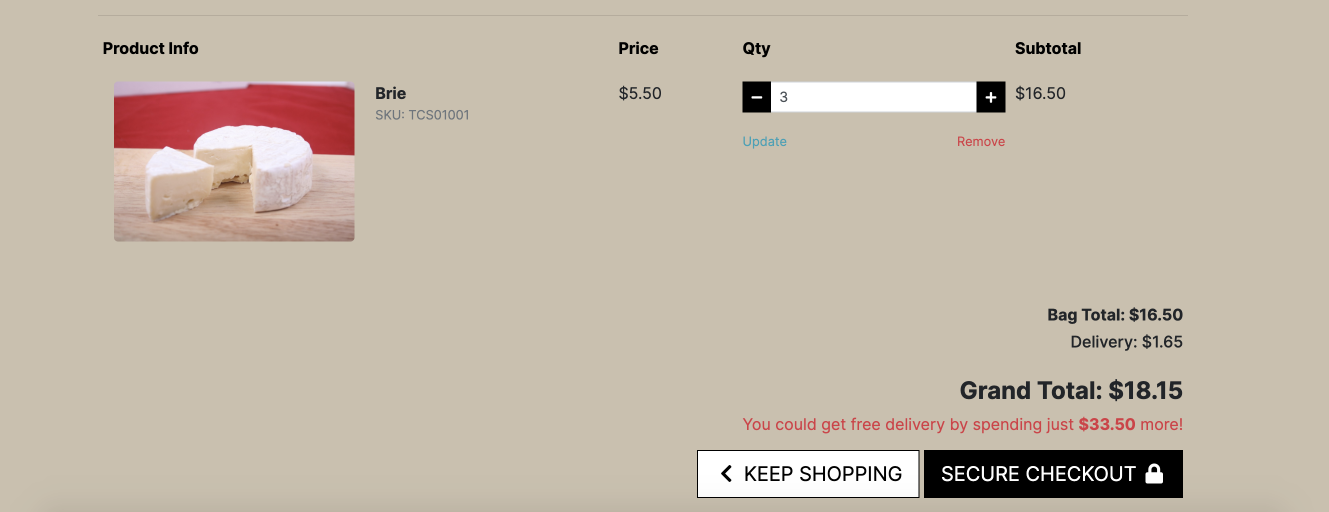 Product Info Price Qty Subtotal
Brie $5.50 − 3 + $16.50
SKU: TCS01001
Update Remove
Bag Total: $16.50
Delivery: $1.65
Grand Total: $18.15
You could get free delivery by spending just $33.50 more!
KEEP SHOPPING SECURE CHECKOUT